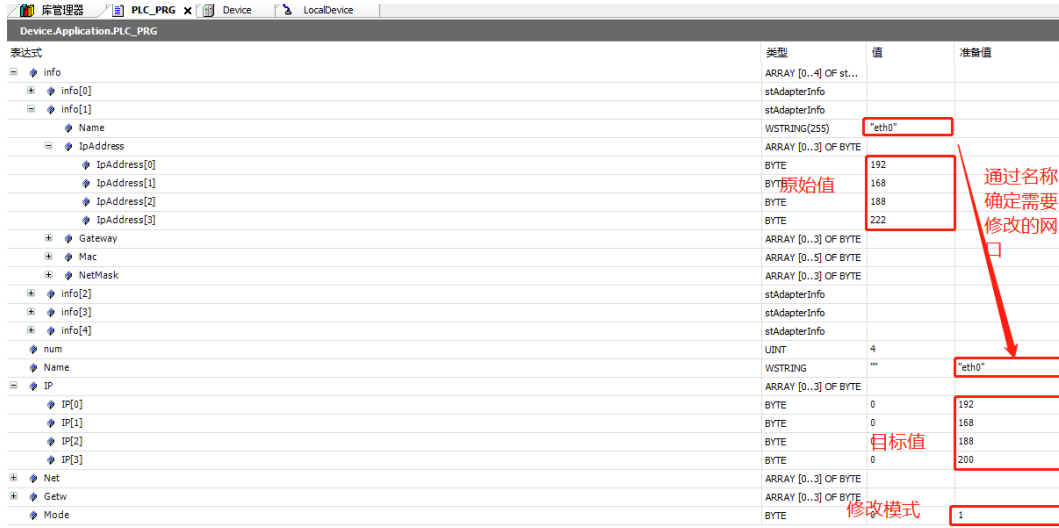 库管理器 PLC_PRG Device LocalDevice
Device.Application.PLC_PRG
表达式 类型 值 准备值
info ARRAY [0..4] OF st...
info[0] stAdapterInfo
info[1] stAdapterInfo
Name WSTRING(255) "eth0"
IpAddress ARRAY [0..3] OF BYTE
IpAddress[0] BYTE 192
IpAddress[1] BYTE 168
IpAddress[2] BYTE 188
IpAddress[3] BYTE 222
原始值
通过名称
确定需要
修改的网
口
Gateway ARRAY [0..3] OF BYTE
Mac ARRAY [0..5] OF BYTE
NetMask ARRAY [0..3] OF BYTE
info[2] stAdapterInfo
info[3] stAdapterInfo
info[4] stAdapterInfo
num UINT 4
Name WSTRING "" "eth0"
IP ARRAY [0..3] OF BYTE
IP[0] BYTE 0 192
IP[1] BYTE 0 168
IP[2] BYTE 0 188
IP[3] BYTE 0 200
目标值
Net ARRAY [0..3] OF BYTE
Getw ARRAY [0..3] OF BYTE
修改模式
Mode BYTE 0 1